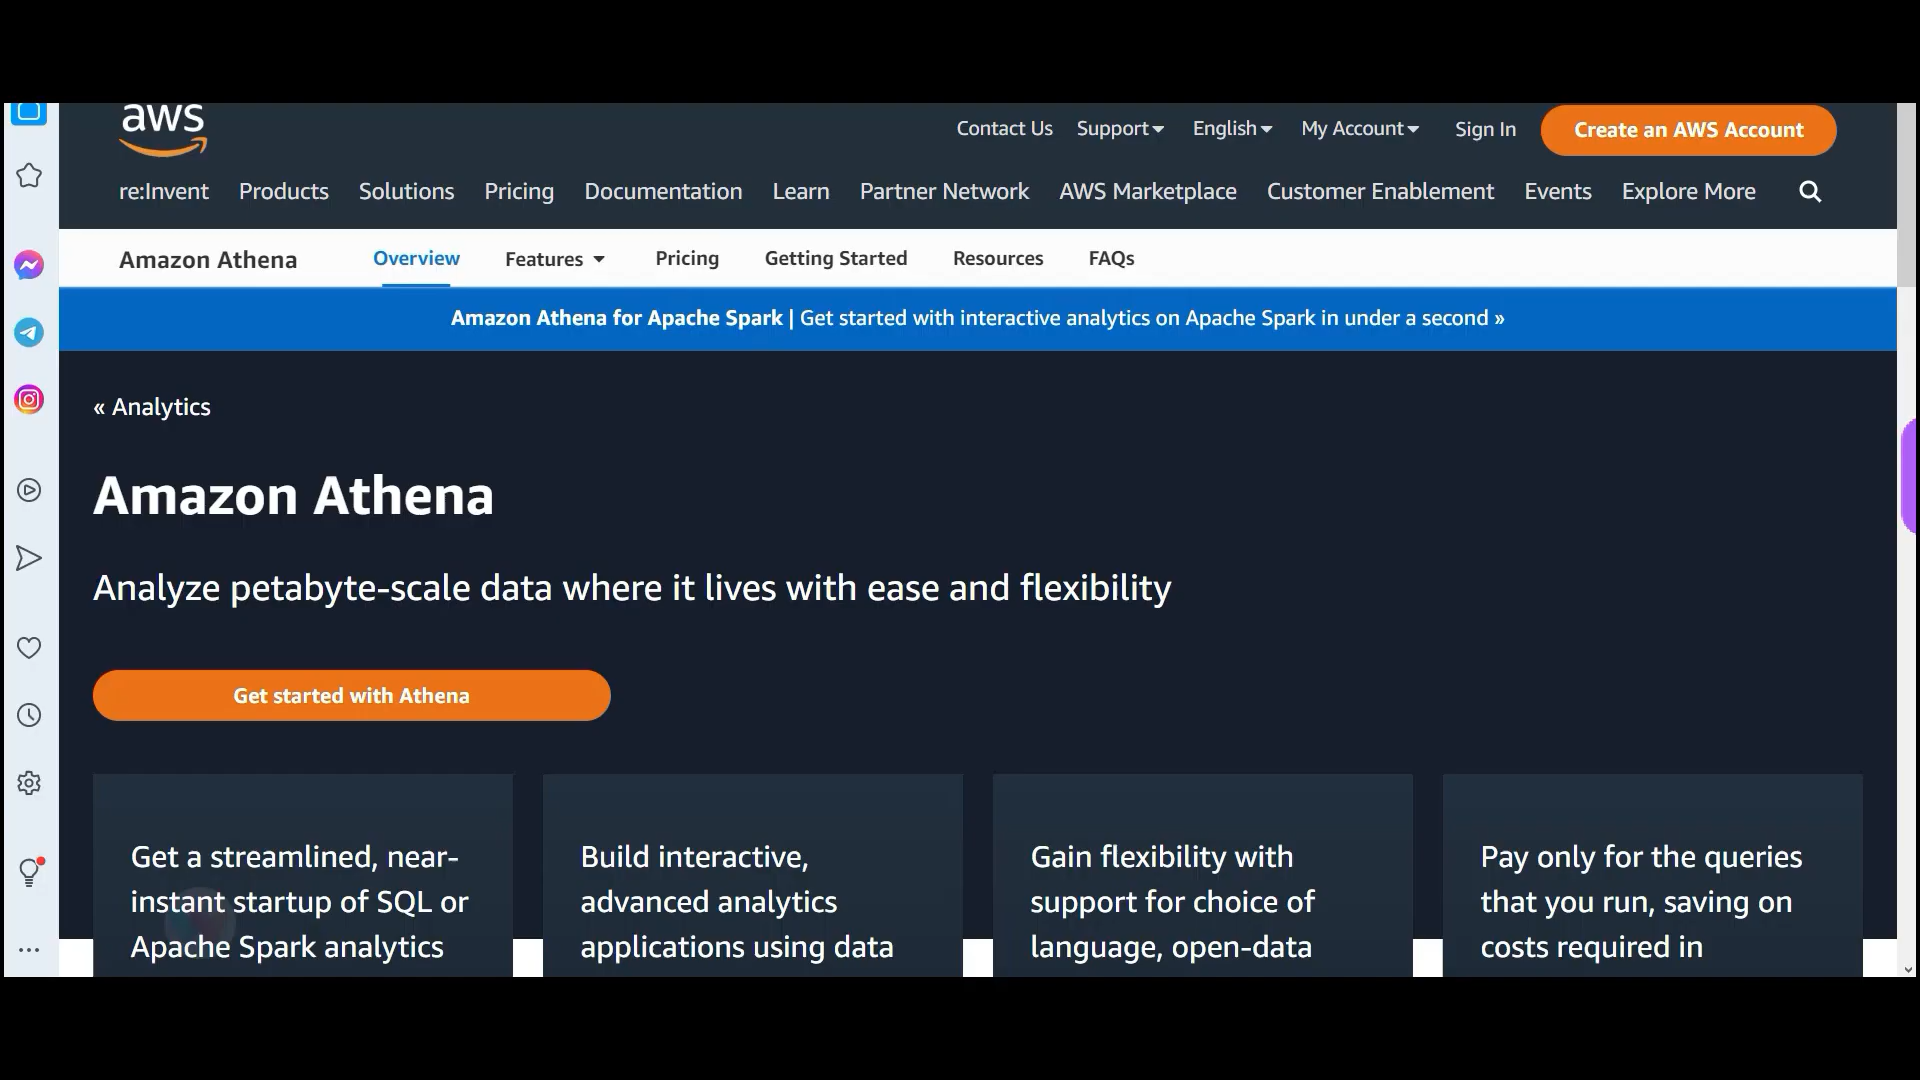 aws
Contact Us Support English My Account Sign In Create an AWS Account
re:Invent Products Solutions Pricing Documentation Learn Partner Network AWS Marketplace Customer Enablement Events Explore More
Amazon Athena Overview Features Pricing Getting Started Resources FAQs
Amazon Athena for Apache Spark | Get started with interactive analytics on Apache Spark in under a second »
« Analytics
Amazon Athena
Analyze petabyte-scale data where it lives with ease and flexibility
Get started with Athena
Get a streamlined, near-
instant startup of SQL or
Apache Spark analytics
Build interactive,
advanced analytics
applications using data
Gain flexibility with
support for choice of
language, open-data
Pay only for the queries
that you run, saving on
costs required in